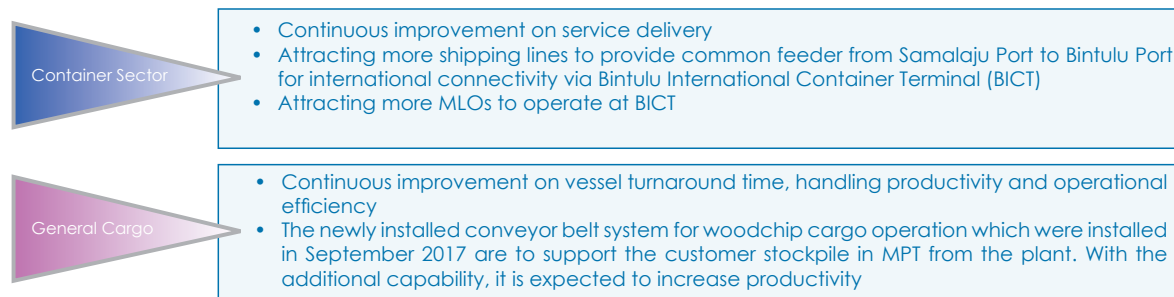 Container Sector
• Continuous improvement on service delivery
• Attracting more shipping lines to provide common feeder from Samalaju Port to Bintulu Port
for international connectivity via Bintulu International Container Terminal (BICT)
• Attracting more MLOs to operate at BICT
General Cargo
• Continuous improvement on vessel turnaround time, handling productivity and operational
efficiency
• The newly installed conveyor belt system for woodchip cargo operation which were installed
in September 2017 are to support the customer stockpile in MPT from the plant. With the
additional capability, it is expected to increase productivity